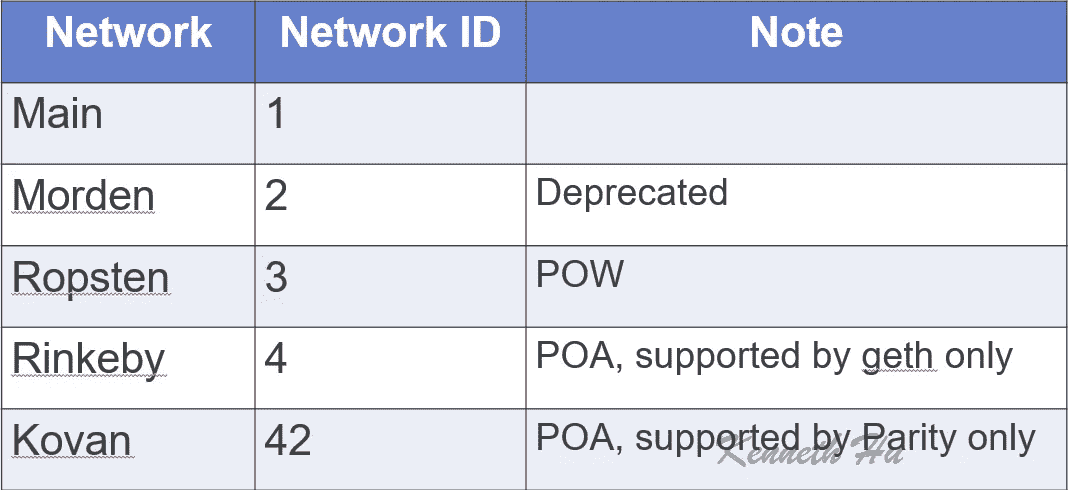 Network Network ID Note
Main 1
Morden 2 Deprecated
Ropsten 3 POW
Rinkeby 4 POA, supported by geth only
Kovan 42 POA, supported by Parity only
Kenneth Hu